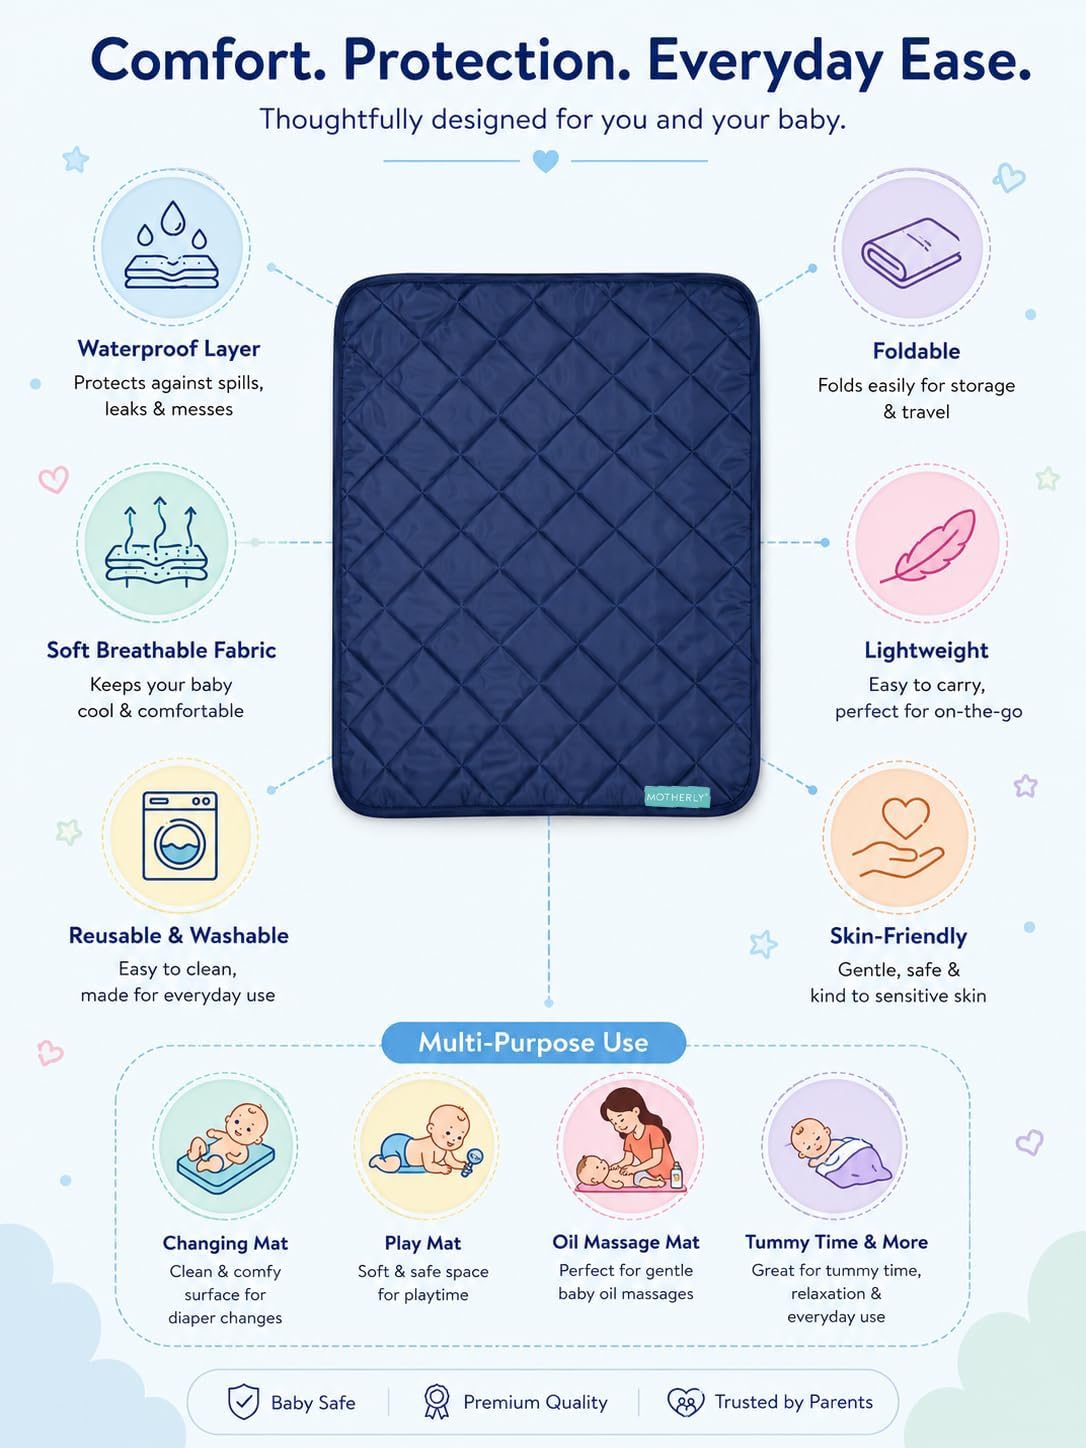 Comfort. Protection. Everyday Ease.
Thoughtfully designed for you and your baby.
Waterproof Layer
Protects against spills,
leaks & messes
Foldable
Folds easily for storage
& travel
Soft Breathable Fabric
Keeps your baby
cool & comfortable
Lightweight
Easy to carry,
perfect for on-the-go
MOTHERLY®
Reusable & Washable
Easy to clean,
made for everyday use
Skin-Friendly
Gentle, safe &
kind to sensitive skin
Multi-Purpose Use
Changing Mat
Clean & comfy
surface for
diaper changes
Play Mat
Soft & safe space
for playtime
Oil Massage Mat
Perfect for gentle
baby oil massages
Tummy Time & More
Great for tummy time,
relaxation &
everyday use
Baby Safe
Premium Quality
Trusted by Parents